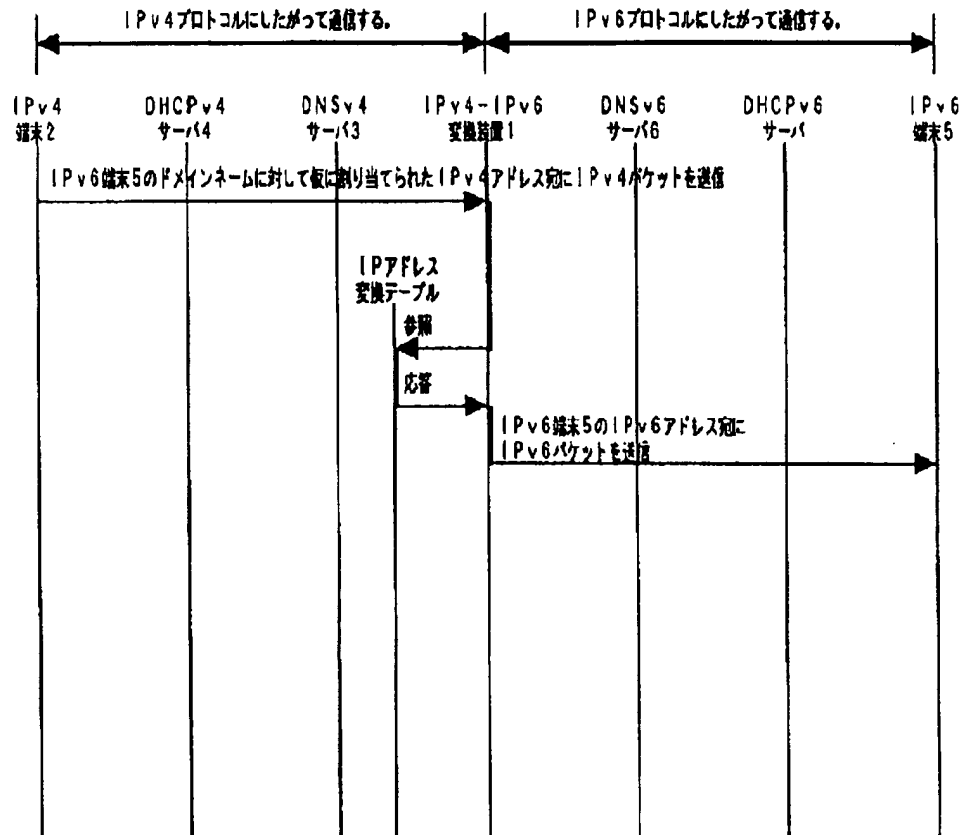 IPv4プロトコルにしたがって通信する。
IPv6プロトコルにしたがって通信する。
IPv4
端末2
DHCPv4
サーバ4
DNSv4
サーバ3
IPv4-IPv6
変換装置1
DNSv6
サーバ6
DHCPv6
サーバ
IPv6
端末5
IPv6端末5のドメインネームに対して仮に割り当てられたIPv4アドレス宛にIPv4パケットを送信
IPアドレス
変換テーブル
参照
応答
IPv6端末5のIPv6アドレス宛に
IPv6パケットを送信